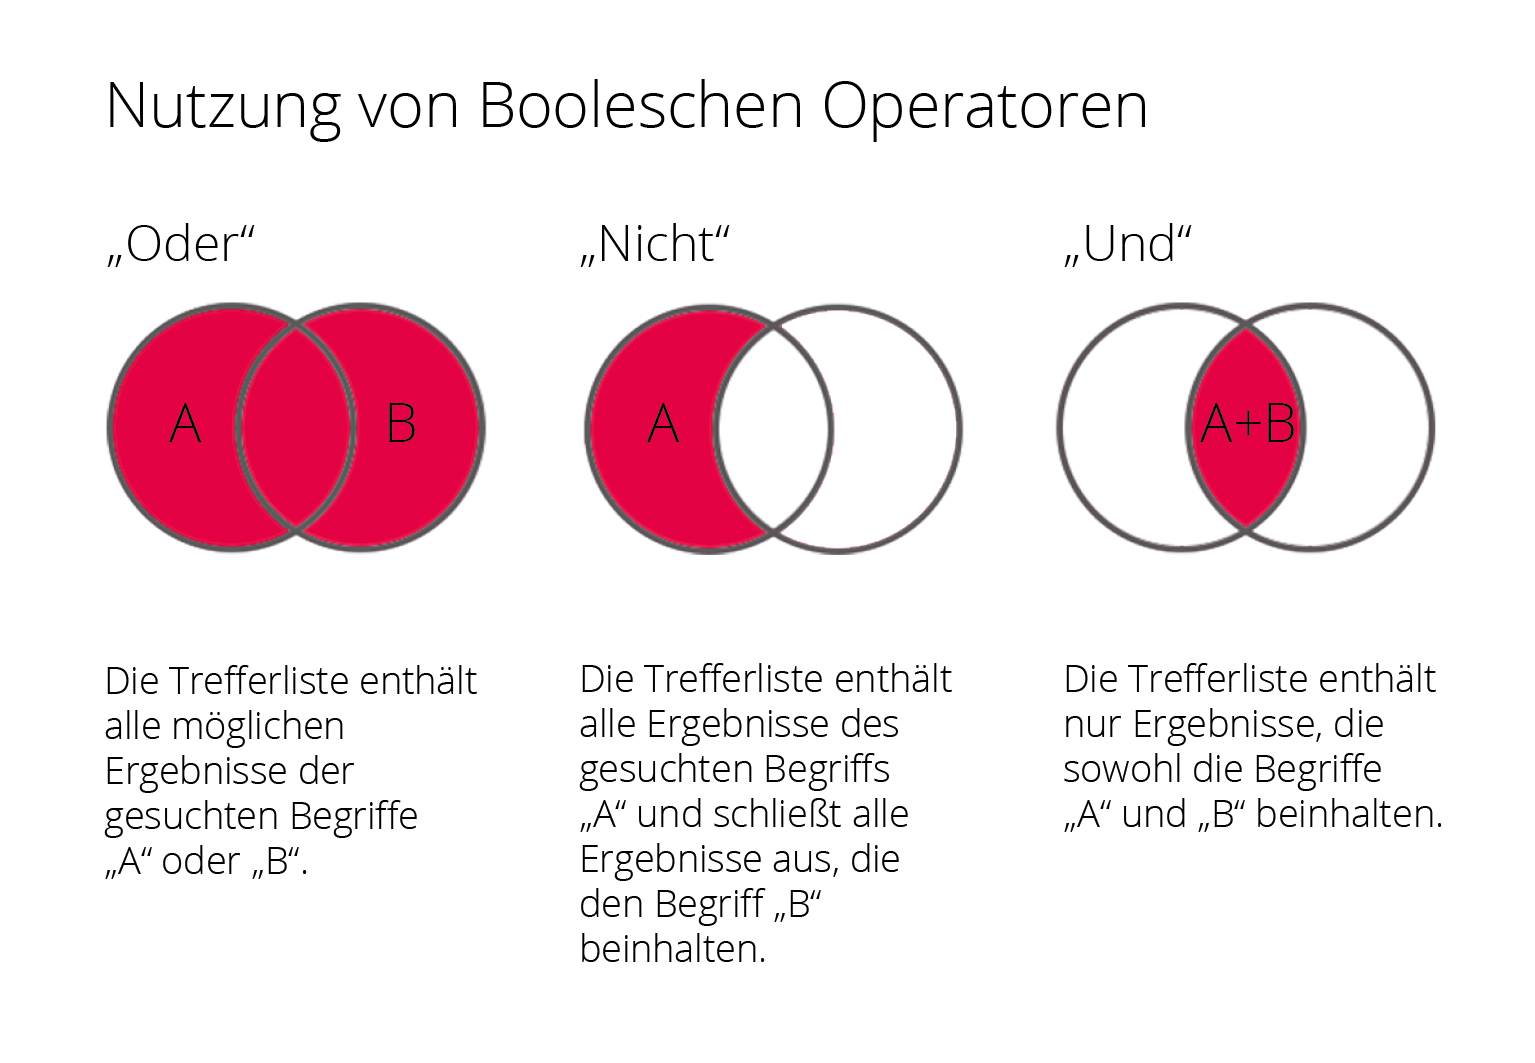 Nutzung von Booleschen Operatoren
„Oder“
A
B
Die Trefferliste enthält
alle möglichen
Ergebnisse der
gesuchten Begriffe
„A“ oder „B“.
„Nicht“
A
Die Trefferliste enthält
alle Ergebnisse des
gesuchten Begriffs
„A“ und schließt alle
Ergebnisse aus, die
den Begriff „B“
beinhalten.
„Und“
A+B
Die Trefferliste enthält
nur Ergebnisse, die
sowohl die Begriffe
„A“ und „B“ beinhalten.